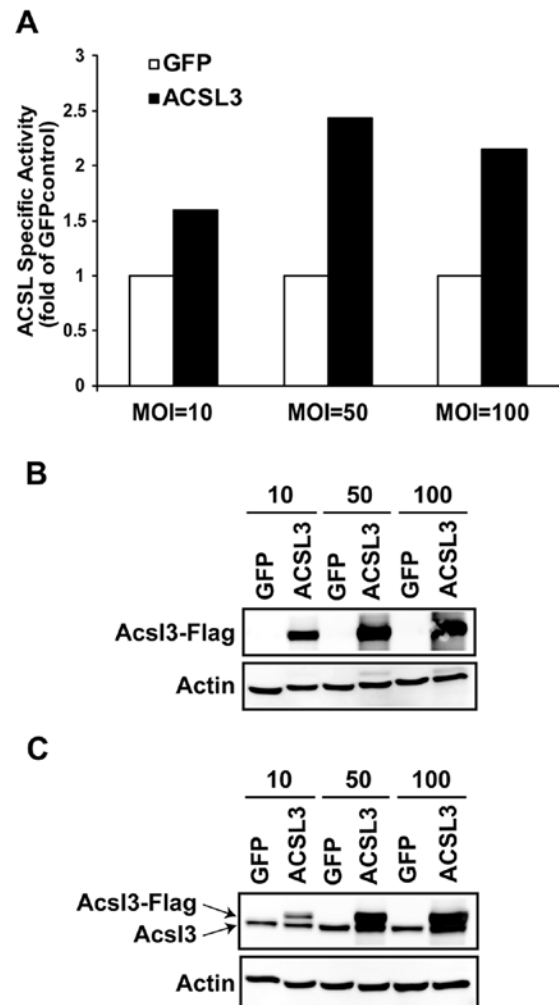 A
ACSL Specific Activity
(fold of GFPcontrol)
3
2.5
2
1.5
1
0.5
0
GFP
ACSL3
MOI=10 MOI=50 MOI=100
B
10 50 100
GFP ACSL3 GFP ACSL3 GFP ACSL3
Acsl3-Flag
Actin
C
10 50 100
GFP ACSL3 GFP ACSL3 GFP ACSL3
Acsl3-Flag
Acsl3
Actin